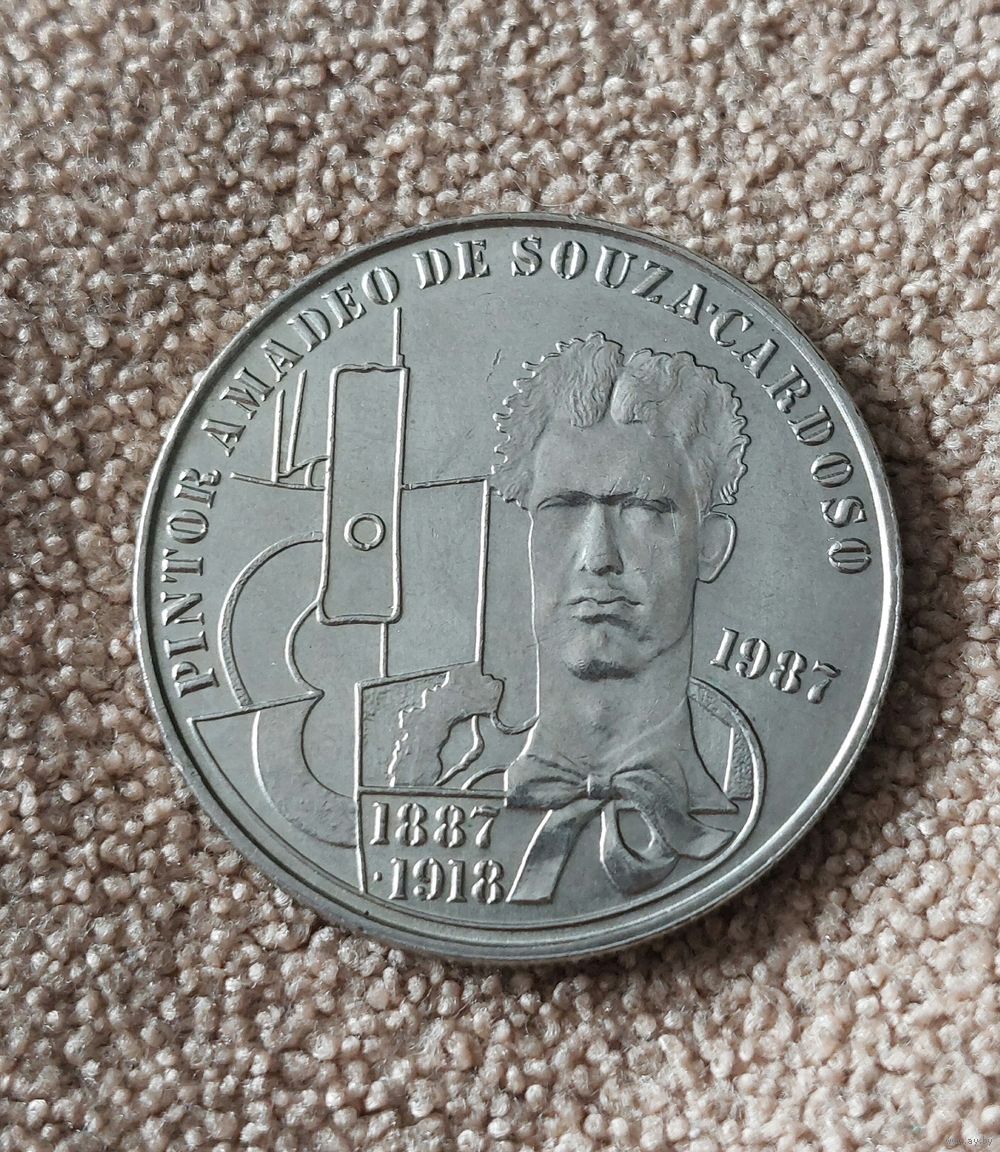 PINTOR AMADEO DE SOUZA·CARDOSO
1987
1887
·1918